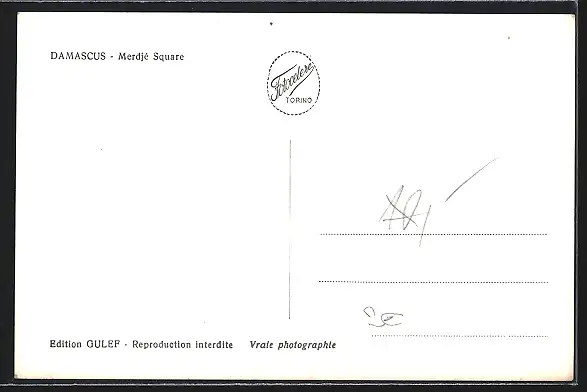 DAMASCUS - Merdjé Square
Fotocelere
TORINO
Edition GULEF - Reproduction interdite Vraie photographie